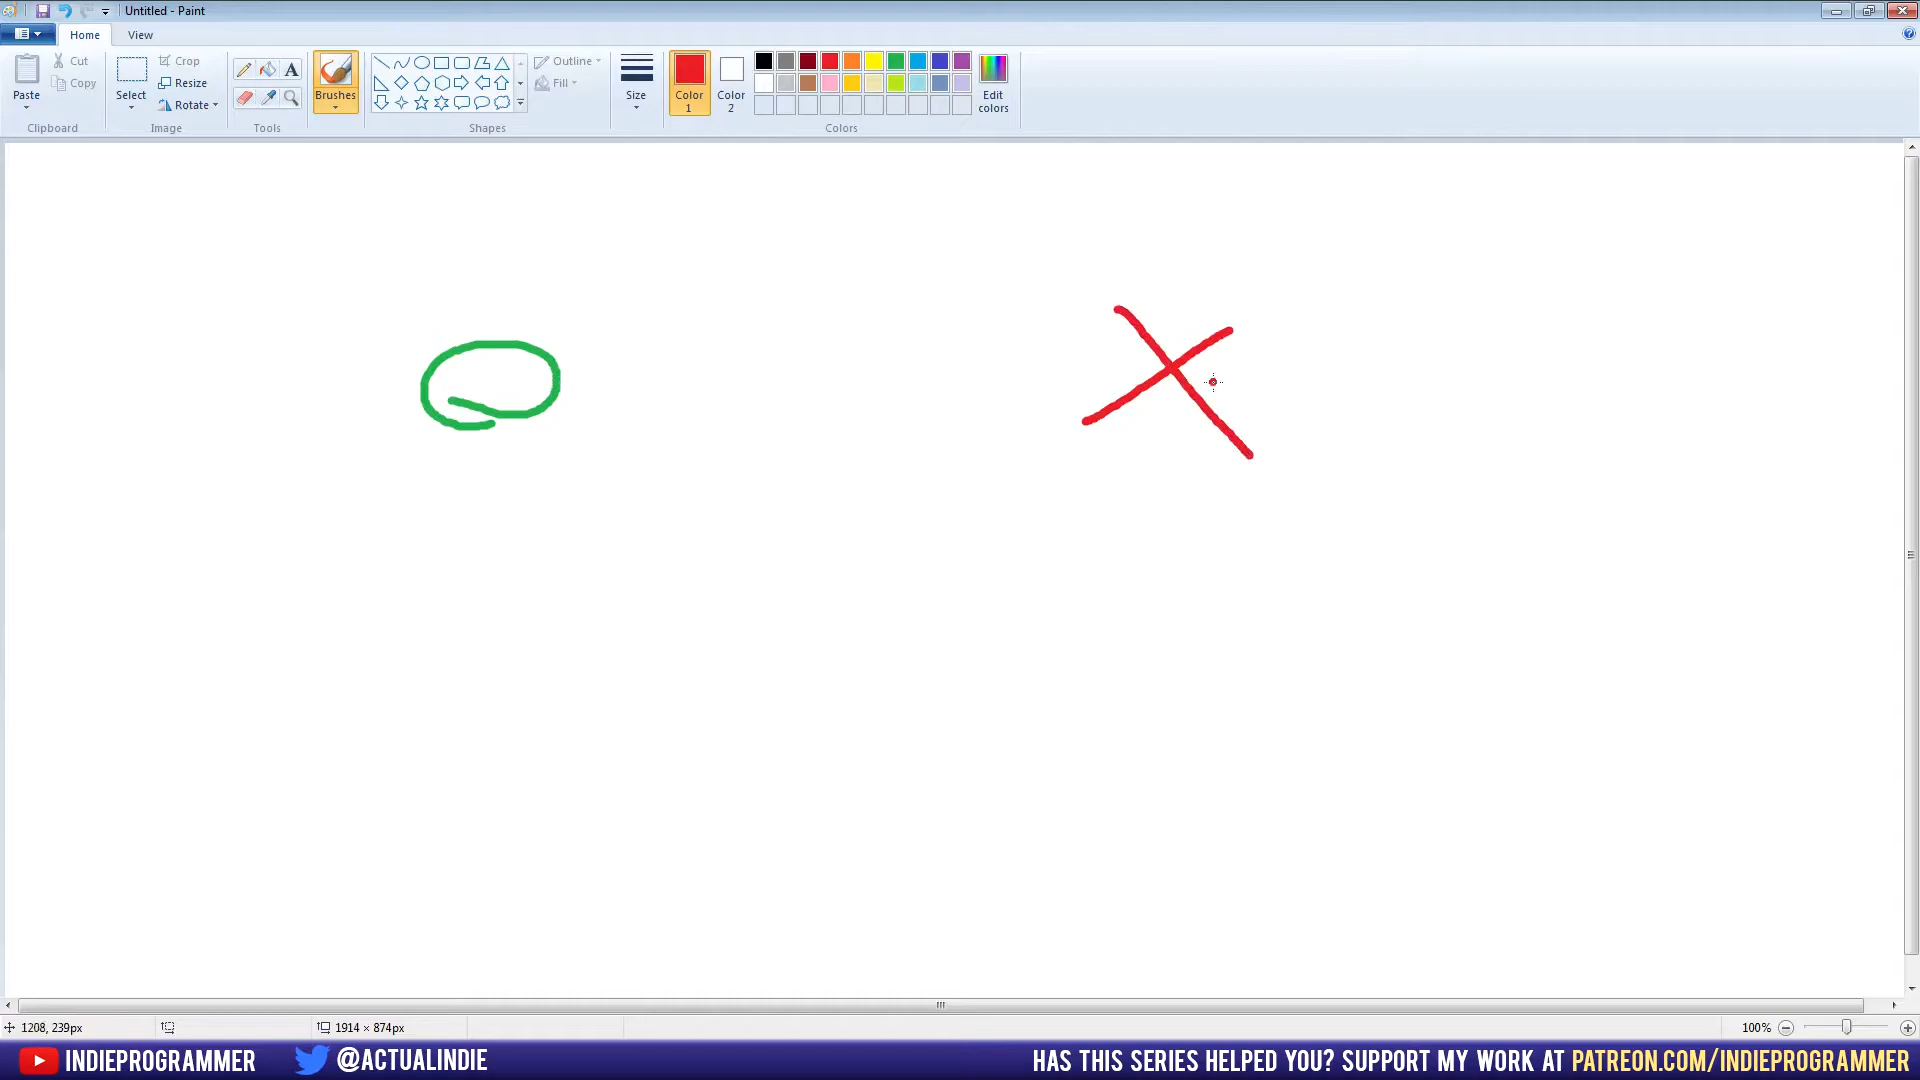 Untitled - Paint
Home View
Paste
Cut
Copy
Clipboard
Select
Crop
Resize
Rotate
Image
A
Tools
Brushes
Outline
Fill
Shapes
Size
Color 1
Color 2
Edit colors
Colors
1208, 239px
1914 × 874px
100%
INDIEPROGRAMMER
@ACTUALINDIE
HAS THIS SERIES HELPED YOU? SUPPORT MY WORK AT PATREON.COM/INDIEPROGRAMMER